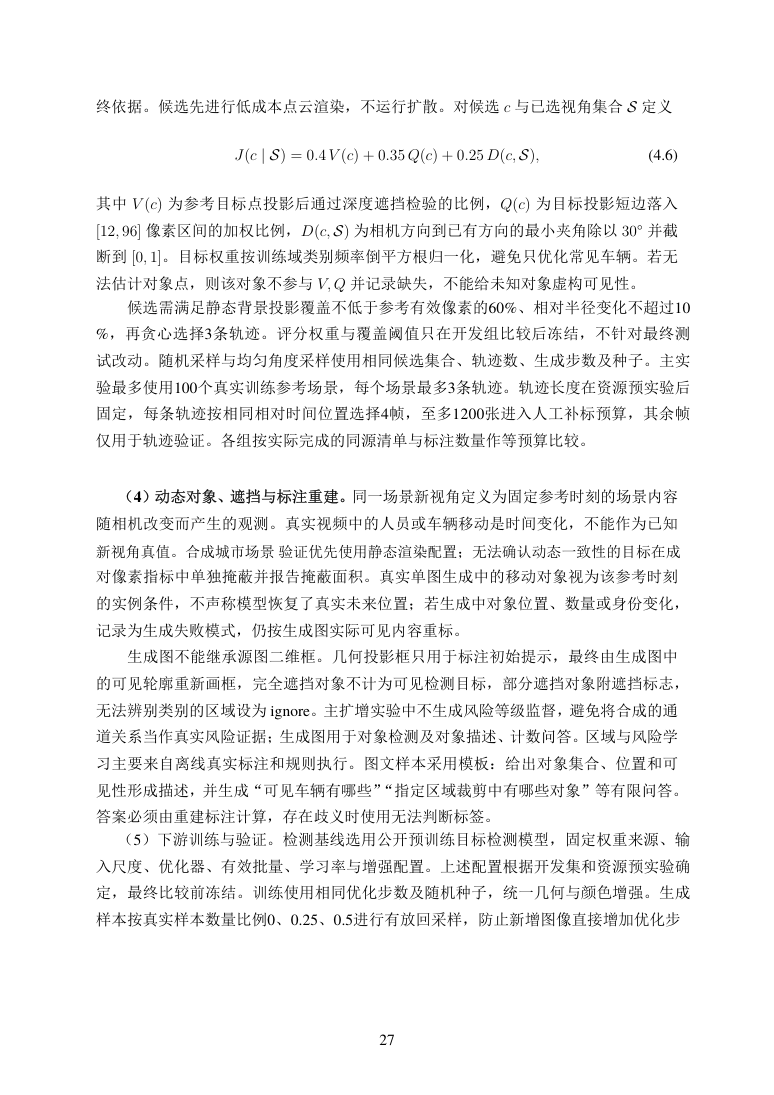 终依据。候选先进行低成本点云渲染，不运行扩散。对候选 c 与已选视角集合 S 定义
J(c | S) = 0.4 V(c) + 0.35 Q(c) + 0.25 D(c, S), (4.6)
其中 V(c) 为参考目标点投影后通过深度遮挡检验的比例，Q(c) 为目标投影短边落入
[12, 96] 像素区间的加权比例，D(c, S) 为相机方向到已有方向的最小夹角除以 30° 并截
断到 [0, 1]。目标权重按训练域类别频率倒平方根归一化，避免只优化常见车辆。若无
法估计对象点，则该对象不参与 V, Q 并记录缺失，不能给未知对象虚构可见性。
候选需满足静态背景投影覆盖不低于参考有效像素的60%、相对半径变化不超过10
%，再贪心选择3条轨迹。评分权重与覆盖阈值只在开发组比较后冻结，不针对最终测
试改动。随机采样与均匀角度采样使用相同候选集合、轨迹数、生成步数及种子。主实
验最多使用100个真实训练参考场景，每个场景最多3条轨迹。轨迹长度在资源预实验后
固定，每条轨迹按相同相对时间位置选择4帧，至多1200张进入人工补标预算，其余帧
仅用于轨迹验证。各组按实际完成的同源清单与标注数量作等预算比较。
（4）动态对象、遮挡与标注重建。同一场景新视角定义为固定参考时刻的场景内容
随相机改变而产生的观测。真实视频中的人员或车辆移动是时间变化，不能作为已知
新视角真值。合成城市场景 验证优先使用静态渲染配置；无法确认动态一致性的目标在成
对像素指标中单独掩蔽并报告掩蔽面积。真实单图生成中的移动对象视为该参考时刻
的实例条件，不声称模型恢复了真实未来位置；若生成中对象位置、数量或身份变化，
记录为生成失败模式，仍按生成图实际可见内容重标。
生成图不能继承源图二维框。几何投影框只用于标注初始提示，最终由生成图中
的可见轮廓重新画框，完全遮挡对象不计为可见检测目标，部分遮挡对象附遮挡标志，
无法辨别类别的区域设为 ignore。主扩增实验中不生成风险等级监督，避免将合成的通
道关系当作真实风险证据；生成图用于对象检测及对象描述、计数问答。区域与风险学
习主要来自离线真实标注和规则执行。图文样本采用模板：给出对象集合、位置和可
见性形成描述，并生成“可见车辆有哪些”“指定区域裁剪中有哪些对象”等有限问答。
答案必须由重建标注计算，存在歧义时使用无法判断标签。
（5）下游训练与验证。检测基线选用公开预训练目标检测模型，固定权重来源、输
入尺度、优化器、有效批量、学习率与增强配置。上述配置根据开发集和资源预实验确
定，最终比较前冻结。训练使用相同优化步数及随机种子，统一几何与颜色增强。生成
样本按真实样本数量比例0、0.25、0.5进行有放回采样，防止新增图像直接增加优化步
27